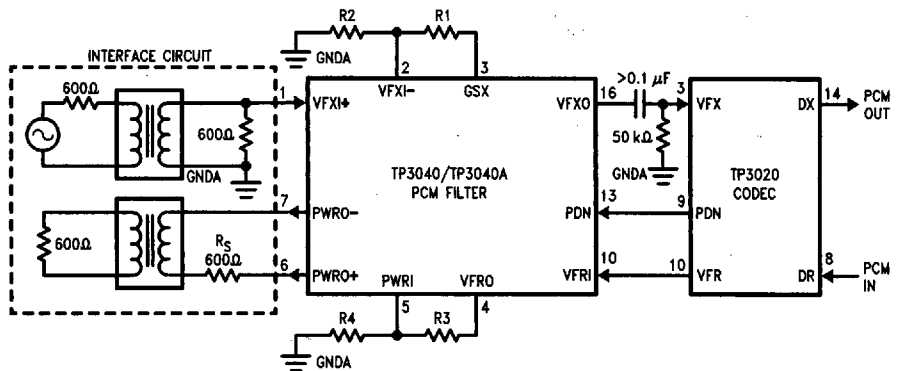 R2
R1
GNDA
INTERFACE CIRCUIT
2
3
VFXI-
GSX
600Ω
1
VFXI+
600Ω
GNDA
VFXO
16
>0.1 μF
50 kΩ
GNDA
3
VFX
DX
14
PCM
OUT
TP3040/TP3040A
PCM FILTER
TP3020
CODEC
600Ω
7
PWRO-
PDN
13
9
PDN
RS
600Ω
6
PWRO+
PWRI
VFRO
VFRI
10
10
VFR
DR
8
PCM
IN
5
4
R4
R3
GNDA